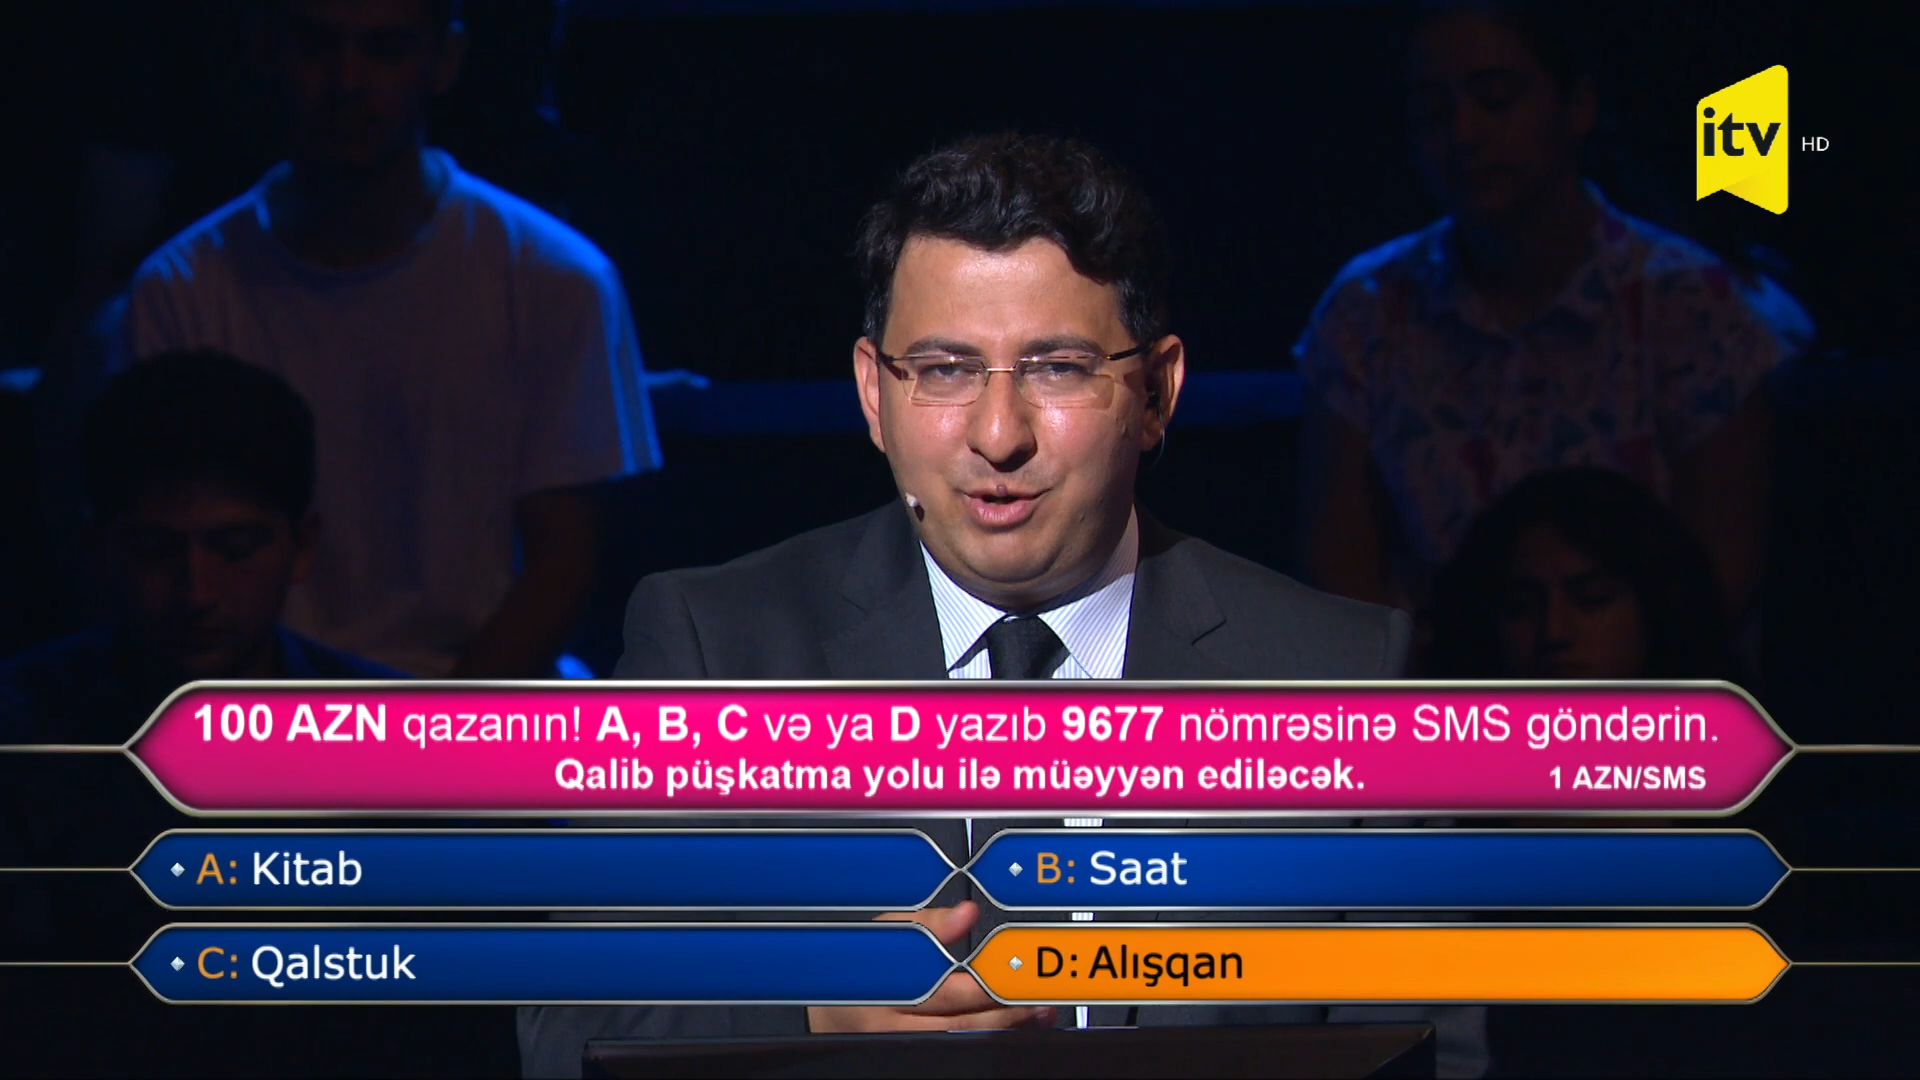 itv HD
100 AZN qazanın! A, B, C və ya D yazıb 9677 nömrəsinə SMS göndərin.
Qalib püşkatma yolu ilə müəyyən ediləcək. 1 AZN/SMS
A: Kitab
B: Saat
C: Qalstuk
D: Alışqan